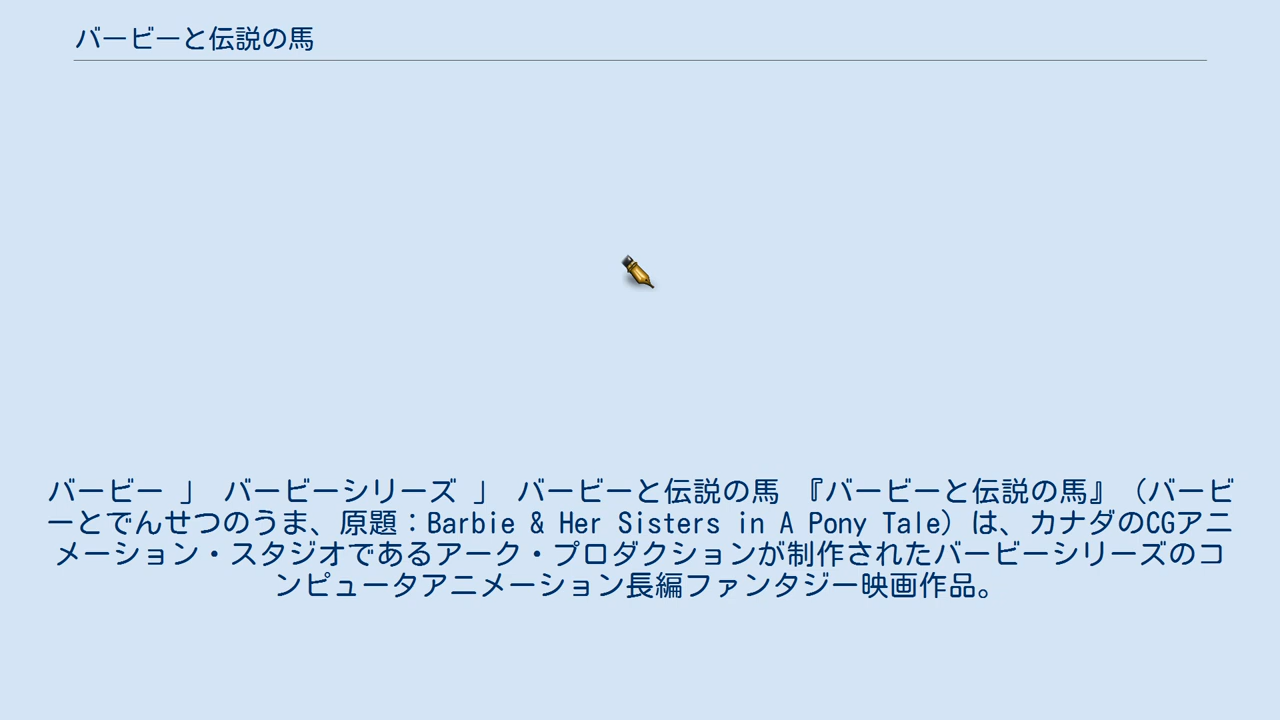 バービーと伝説の馬
バービー 」 バービーシリーズ 」 バービーと伝説の馬 『バービーと伝説の馬』（バービ
ーとでんせつのうま、原題：Barbie & Her Sisters in A Pony Tale）は、カナダのCGアニ
メーション・スタジオであるアーク・プロダクションが制作されたバービーシリーズのコ
ンピュータアニメーション長編ファンタジー映画作品。